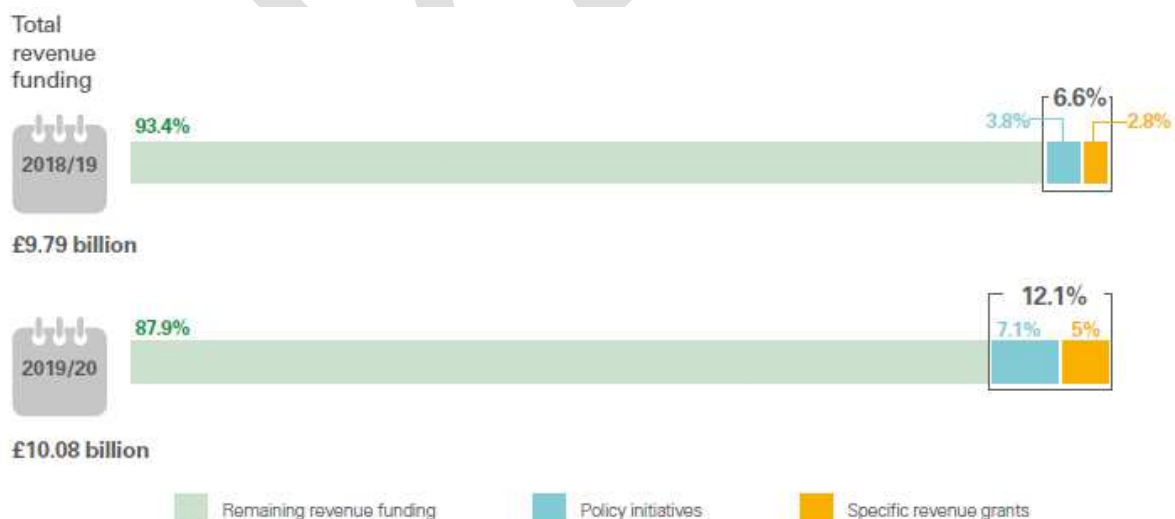 Total
revenue
funding
6.6%
93.4%
3.8%
2.8%
2018/19
£9.79 billion
12.1%
87.9%
7.1%
5%
2019/20
£10.08 billion
Remaining revenue funding
Policy initiatives
Specific revenue grants